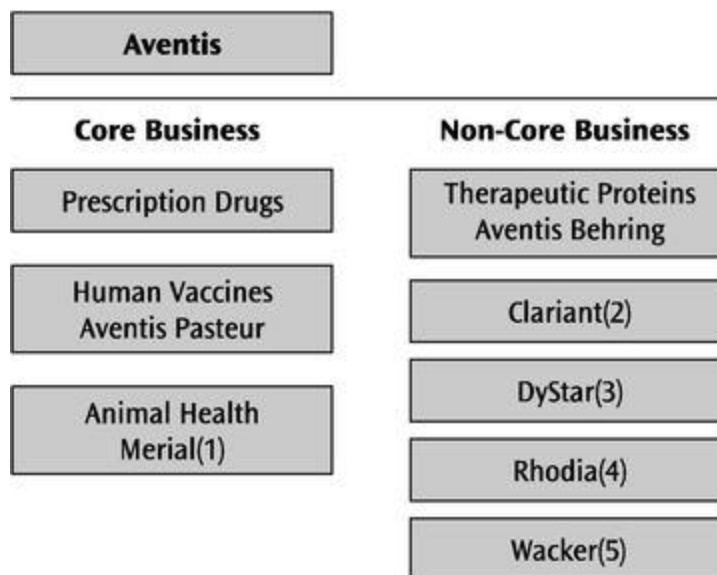 Aventis
Core Business
Prescription Drugs
Human Vaccines
Aventis Pasteur
Animal Health
Merial(1)
Non-Core Business
Therapeutic Proteins
Aventis Behring
Clariant(2)
DyStar(3)
Rhodia(4)
Wacker(5)